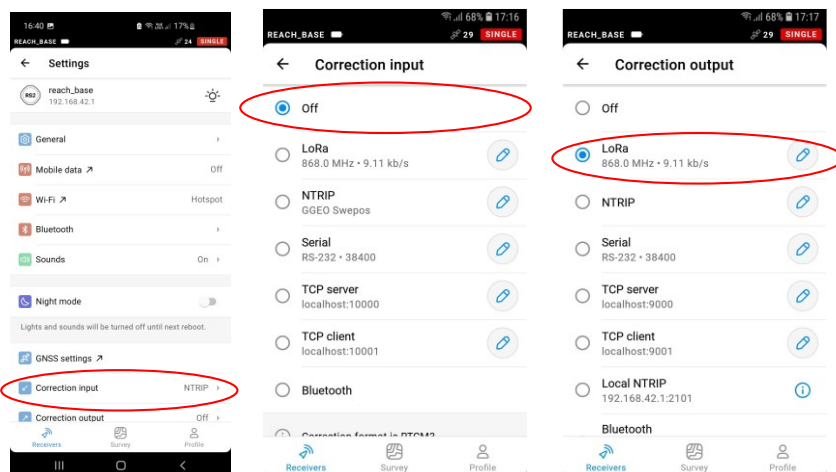 16:40 17%
REACH_BASE 24 SINGLE
← Settings
RS2 reach_base
192.168.42.1
General
Mobile data ↗ Off
Wi-Fi ↗ Hotspot
Bluetooth
Sounds On
Night mode
Lights and sounds will be turned off until next reboot.
GNSS settings ↗
Correction input NTRIP
Correction output Off
Receivers Survey Profile
68% 17:16
REACH_BASE 29 SINGLE
← Correction input
Off
LoRa
868.0 MHz • 9.11 kb/s
NTRIP
GGEO Swepos
Serial
RS-232 • 38400
TCP server
localhost:10000
TCP client
localhost:10001
Bluetooth
Correction format is RTCM3
Receivers Survey Profile
68% 17:17
REACH_BASE 29 SINGLE
← Correction output
Off
LoRa
868.0 MHz • 9.11 kb/s
NTRIP
Serial
RS-232 • 38400
TCP server
localhost:9000
TCP client
localhost:9001
Local NTRIP
192.168.42.1:2101
Bluetooth
Receivers Survey Profile